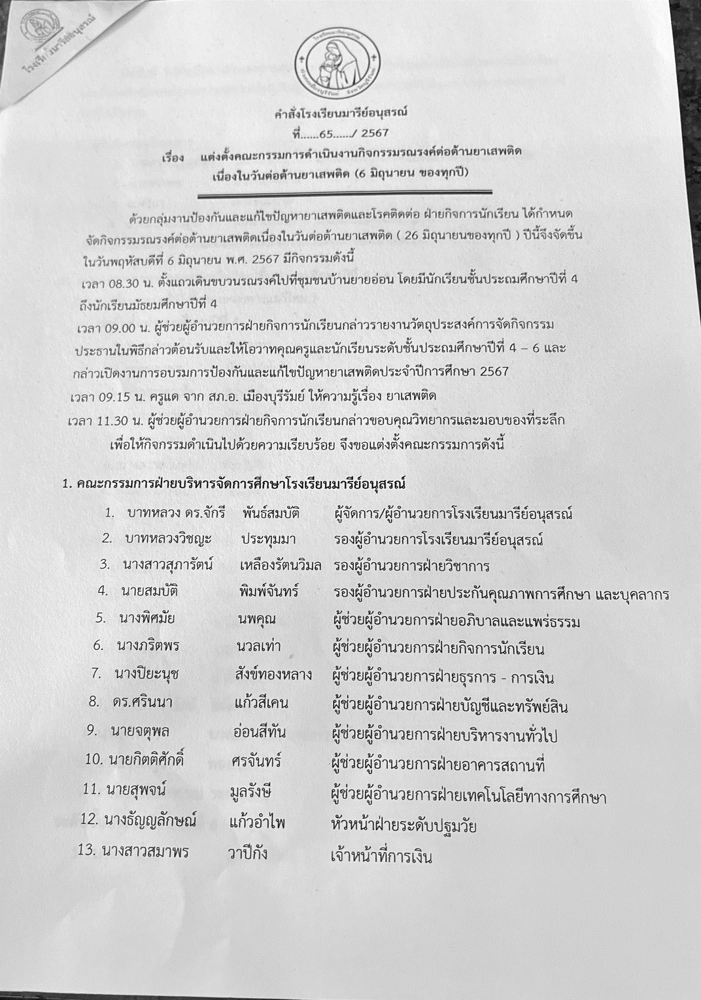 โรงเรียนมารีย์อนุสรณ์
คำสั่งโรงเรียนมารีย์อนุสรณ์
ที่......65....../ 2567
เรื่อง แต่งตั้งคณะกรรมการดำเนินงานกิจกรรมรณรงค์ต่อต้านยาเสพติด
เนื่องในวันต่อต้านยาเสพติด (6 มิถุนายน ของทุกปี)
ด้วยกลุ่มงานป้องกันและแก้ไขปัญหายาเสพติดและโรคติดต่อ ฝ่ายกิจการนักเรียน ได้กำหนด
จัดกิจกรรมรณรงค์ต่อต้านยาเสพติดเนื่องในวันต่อต้านยาเสพติด ( 26 มิถุนายนของทุกปี ) ปีนี้จึงจัดขึ้น
ในวันพฤหัสบดีที่ 6 มิถุนายน พ.ศ. 2567 มีกิจกรรมดังนี้
เวลา 08.30 น. ตั้งแถวเดินขบวนรณรงค์ไปที่ชุมชนบ้านยายอ่อน โดยมีนักเรียนชั้นประถมศึกษาปีที่ 4
ถึงนักเรียนมัธยมศึกษาปีที่ 4
เวลา 09.00 น. ผู้ช่วยผู้อำนวยการฝ่ายกิจการนักเรียนกล่าวรายงานวัตถุประสงค์การจัดกิจกรรม
ประธานในพิธีกล่าวต้อนรับและให้โอวาทคุณครูและนักเรียนระดับชั้นประถมศึกษาปีที่ 4 – 6 และ
กล่าวเปิดงานการอบรมการป้องกันและแก้ไขปัญหายาเสพติดประจำปีการศึกษา 2567
เวลา 09.15 น. ครูแด จาก สภ.อ. เมืองบุรีรัมย์ ให้ความรู้เรื่อง ยาเสพติด
เวลา 11.30 น. ผู้ช่วยผู้อำนวยการฝ่ายกิจการนักเรียนกล่าวขอบคุณวิทยากรและมอบของที่ระลึก
เพื่อให้กิจกรรมดำเนินไปด้วยความเรียบร้อย จึงขอแต่งตั้งคณะกรรมการดังนี้
1. คณะกรรมการฝ่ายบริหารจัดการศึกษาโรงเรียนมารีย์อนุสรณ์
1. บาทหลวง ดร.จักรี พันธ์สมบัติ ผู้จัดการ/ผู้อำนวยการโรงเรียนมารีย์อนุสรณ์
2. บาทหลวงวิชญะ ประทุมมา รองผู้อำนวยการโรงเรียนมารีย์อนุสรณ์
3. นางสาวสุภารัตน์ เหลืองรัตนวิมล รองผู้อำนวยการฝ่ายวิชาการ
4. นายสมบัติ พิมพ์จันทร์ รองผู้อำนวยการฝ่ายประกันคุณภาพการศึกษา และบุคลากร
5. นางพิศมัย นพคุณ ผู้ช่วยผู้อำนวยการฝ่ายอภิบาลและแพร่ธรรม
6. นางภริตพร นวลเท่า ผู้ช่วยผู้อำนวยการฝ่ายกิจการนักเรียน
7. นางปิยะนุช สังข์ทองหลาง ผู้ช่วยผู้อำนวยการฝ่ายธุรการ - การเงิน
8. ดร.ศรินนา แก้วสีเคน ผู้ช่วยผู้อำนวยการฝ่ายบัญชีและทรัพย์สิน
9. นายจตุพล อ่อนสีทัน ผู้ช่วยผู้อำนวยการฝ่ายบริหารงานทั่วไป
10. นายกิตติศักดิ์ ศรจันทร์ ผู้ช่วยผู้อำนวยการฝ่ายอาคารสถานที่
11. นายสุพจน์ มูลรังษี ผู้ช่วยผู้อำนวยการฝ่ายเทคโนโลยีทางการศึกษา
12. นางธัญญลักษณ์ แก้วอำไพ หัวหน้าฝ่ายระดับปฐมวัย
13. นางสาวสมาพร วาปีกัง เจ้าหน้าที่การเงิน